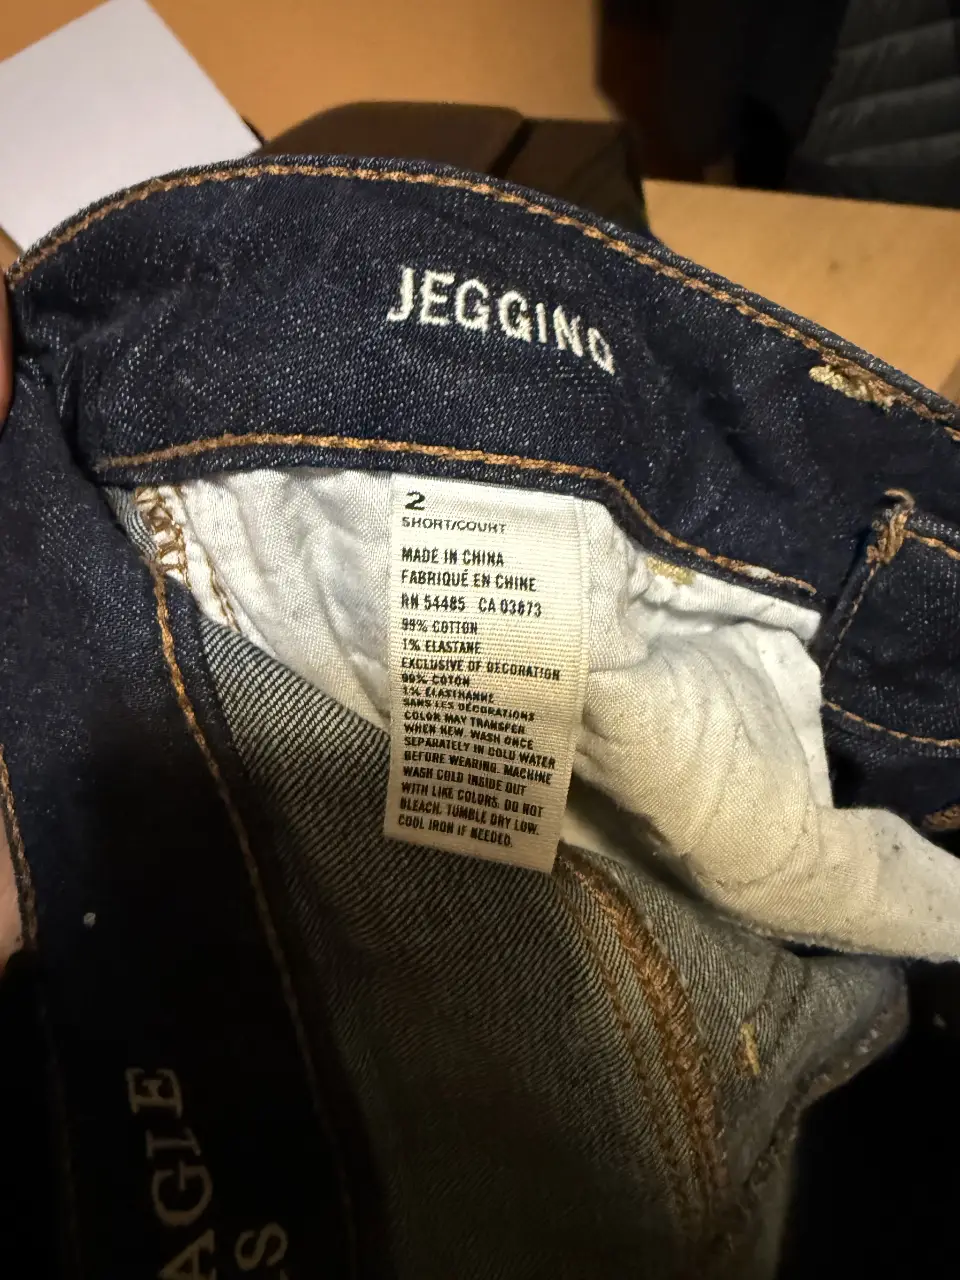 JEGGING
2
SHORT/COURT
MADE IN CHINA
FABRIQUÉ EN CHINE
RN 54485 CA 03873
99% COTTON
1% ELASTANE
EXCLUSIVE OF DECORATION
99% COTON
1% ÉLASTHANNE
SANS LES DÉCORATIONS
COLOR MAY TRANSFER
WHEN NEW. WASH ONCE
SEPARATELY IN COLD WATER
BEFORE WEARING. MACHINE
WASH COLD INSIDE OUT
WITH LIKE COLORS. DO NOT
BLEACH. TUMBLE DRY LOW.
COOL IRON IF NEEDED.
AGLE
S